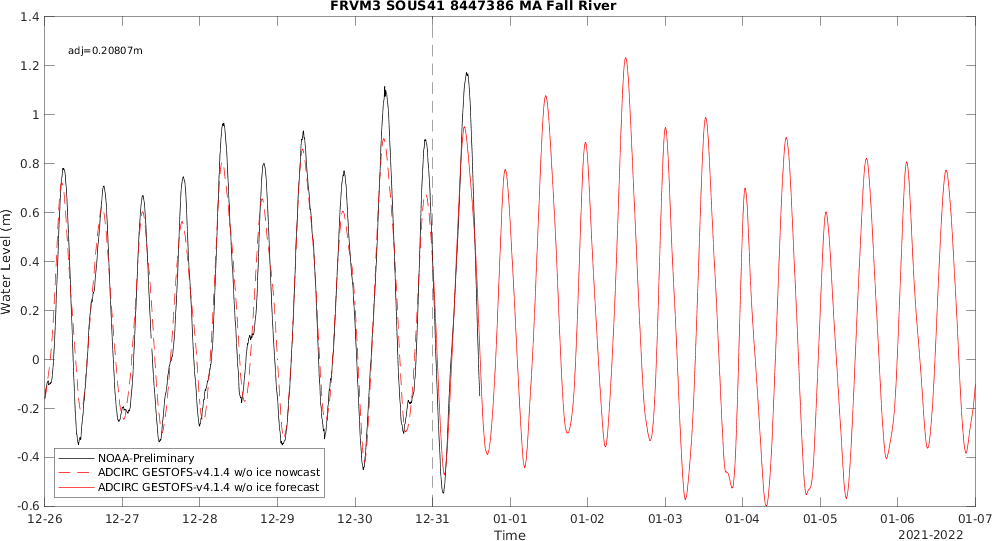 FRVM3 SOUS41 8447386 MA Fall River
adj=0.20807m
Water Level (m)
1.4
1.2
1
0.8
0.6
0.4
0.2
0
-0.2
-0.4
-0.6
NOAA-Preliminary
ADCIRC GESTOFS-v4.1.4 w/o ice nowcast
ADCIRC GESTOFS-v4.1.4 w/o ice forecast
12-26 12-27 12-28 12-29 12-30 12-31 01-01 01-02 01-03 01-04 01-05 01-06 01-07
Time
2021-2022